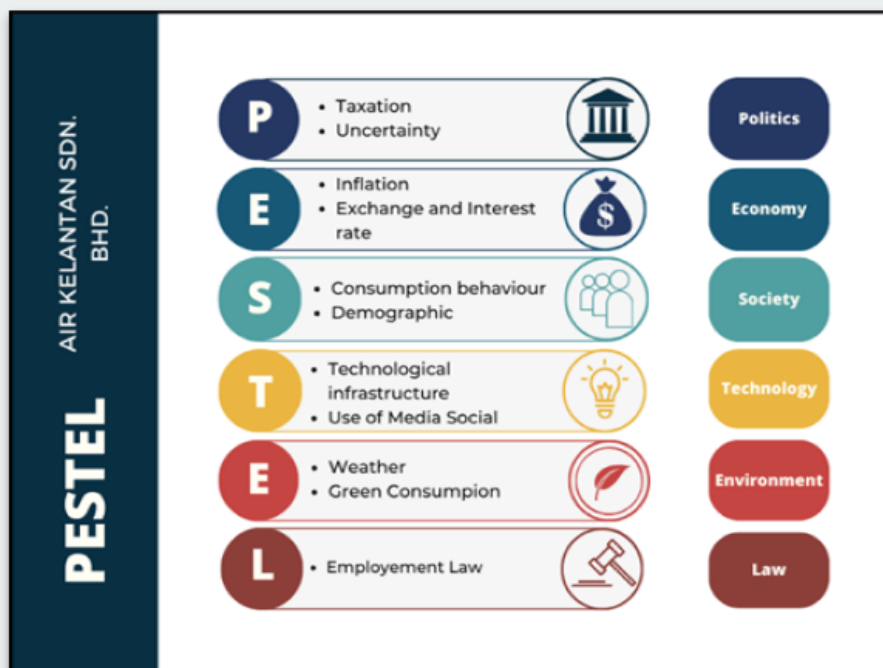 AIR KELANTAN SDN.
BHD.
PESTEL
P
• Taxation
• Uncertainty
Politics
E
• Inflation
• Exchange and Interest
rate
$
Economy
S
• Consumption behaviour
• Demographic
Society
T
• Technological
infrastructure
• Use of Media Social
Technology
E
• Weather
• Green Consumpion
Environment
L
• Employement Law
Law